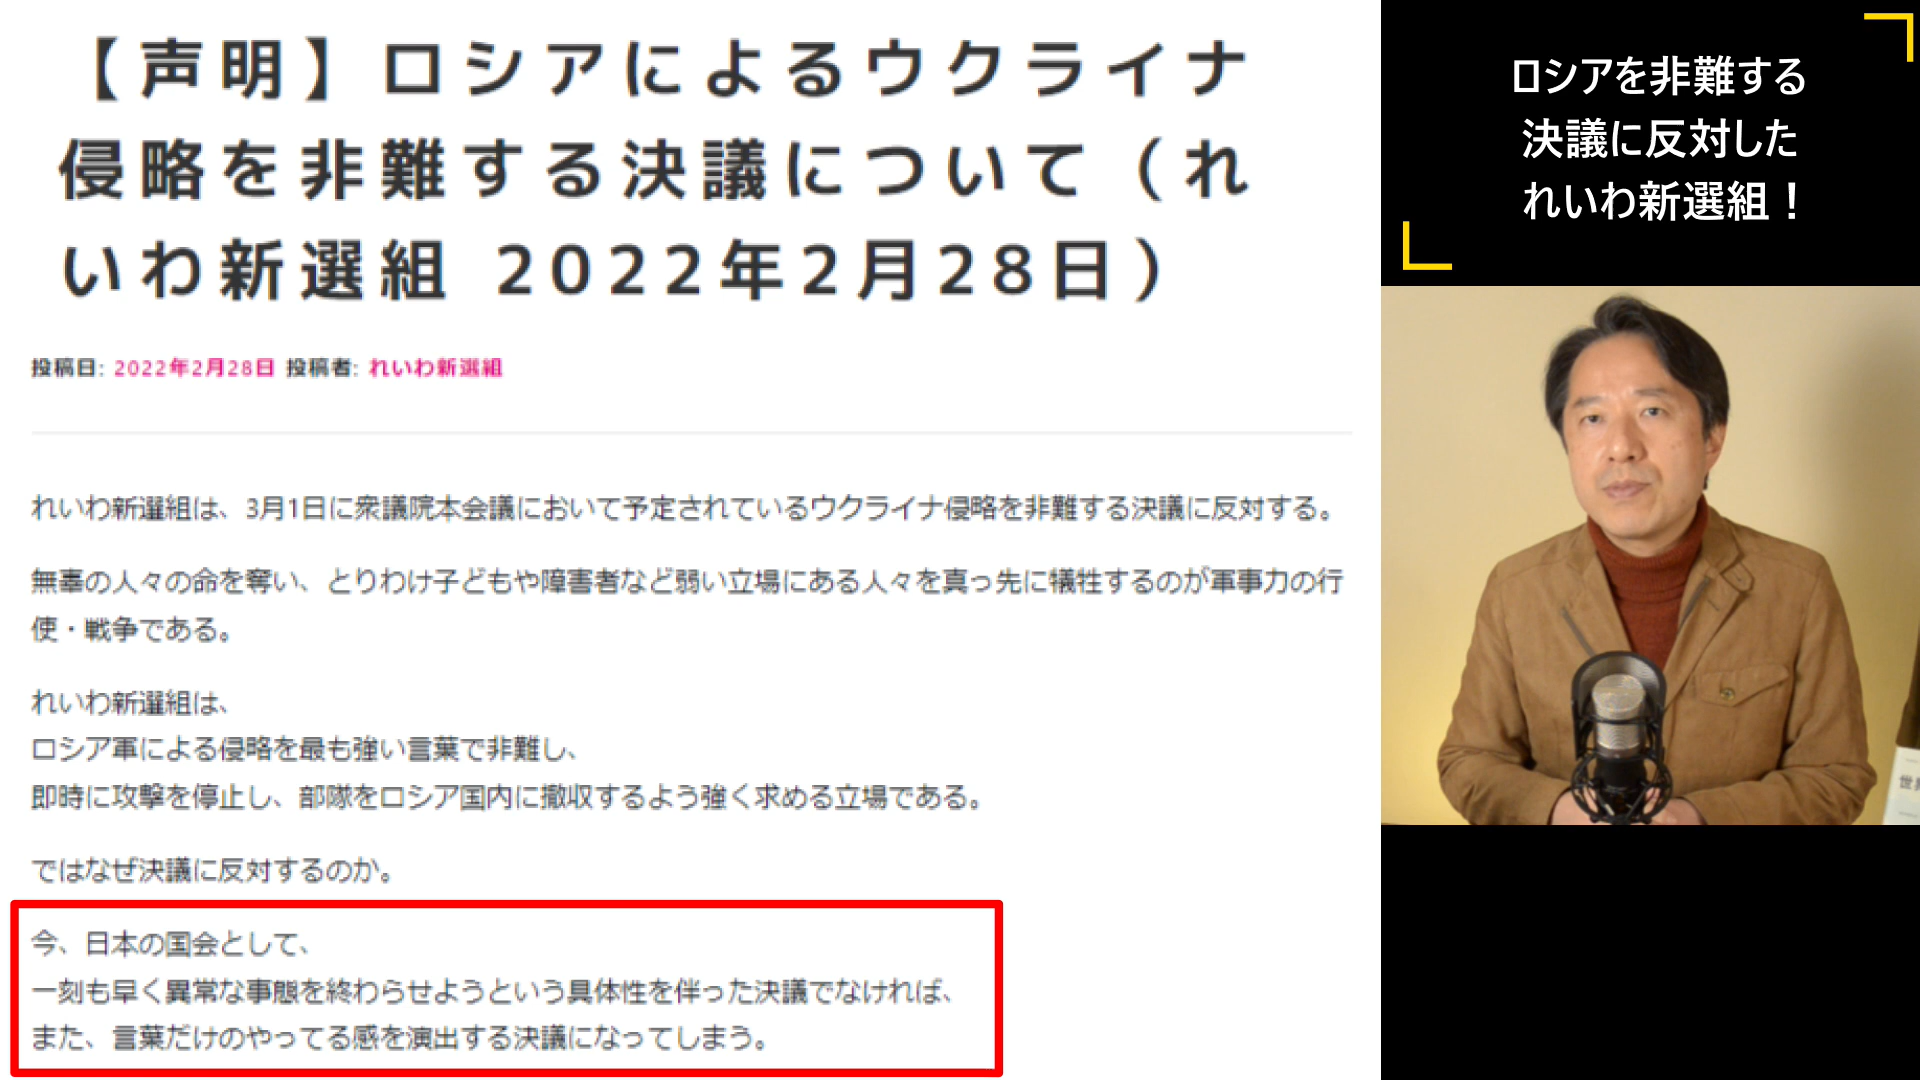 【声明】ロシアによるウクライナ
侵略を非難する決議について（れ
いわ新選組 2022年2月28日）
投稿日: 2022年2月28日 投稿者: れいわ新選組
れいわ新選組は、3月1日に衆議院本会議において予定されているウクライナ侵略を非難する決議に反対する。
無辜の人々の命を奪い、とりわけ子どもや障害者など弱い立場にある人々を真っ先に犠牲するのが軍事力の行
使・戦争である。
れいわ新選組は、
ロシア軍による侵略を最も強い言葉で非難し、
即時に攻撃を停止し、部隊をロシア国内に撤収するよう強く求める立場である。
ではなぜ決議に反対するのか。
今、日本の国会として、
一刻も早く異常な事態を終わらせようという具体性を伴った決議でなければ、
また、言葉だけのやってる感を演出する決議になってしまう。
ロシアを非難する
決議に反対した
れいわ新選組！